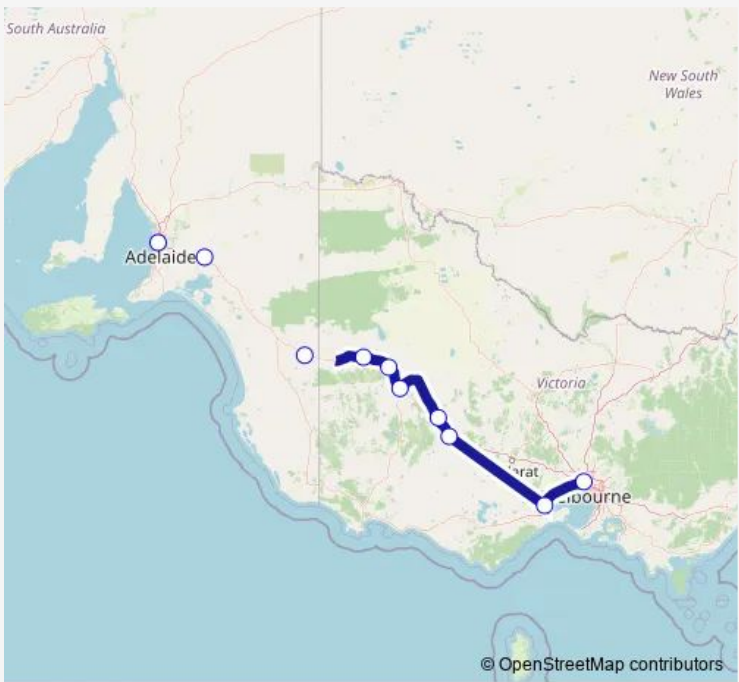 South Australia
New South
Wales
Adelaide
Victoria
© OpenStreetMap contributors